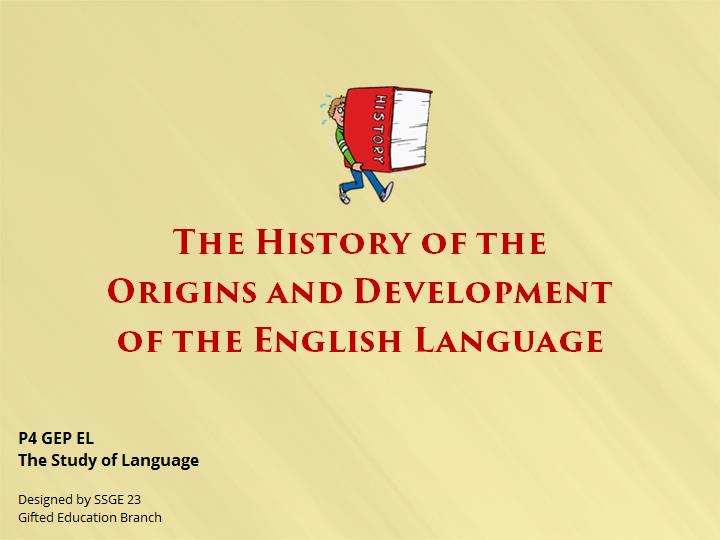 HISTORY
The History of the
Origins and Development
of the English Language
P4 GEP EL
The Study of Language
Designed by SSGE 23
Gifted Education Branch